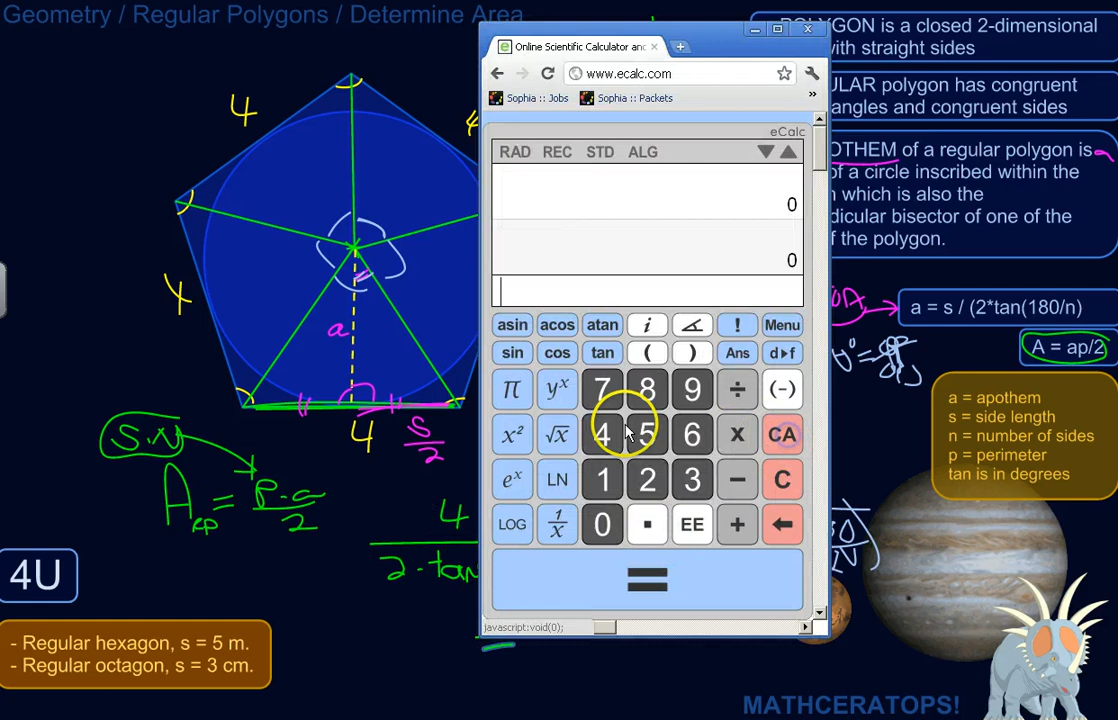 Geometry / Regular Polygons / Determine Area
POLYGON is a closed 2-dimensional
with straight sides
ULAR polygon has congruent
angles and congruent sides
OTHEM of a regular polygon is
of a circle inscribed within the
n which is also the
dicular bisector of one of the
f the polygon.
a = s / (2*tan(180/n)
A = ap/2
a = apothem
s = side length
n = number of sides
p = perimeter
tan is in degrees
4
4
a
4
s/2
S.N
A = P.a/2
4
2.tan
4U
- Regular hexagon, s = 5 m.
- Regular octagon, s = 3 cm.
MATHCERATOPS!
Online Scientific Calculator and
www.ecalc.com
Sophia :: Jobs
Sophia :: Packets
»
eCalc
RAD REC STD ALG
0
0
asin acos atan i ∠ ! Menu
sin cos tan ( ) Ans d▸f
π yˣ 7 8 9 ÷ (-)
x² √x 4 5 6 x CA
eˣ LN 1 2 3 − C
LOG 1/x 0 . EE + ←
=
javascript:void(0);